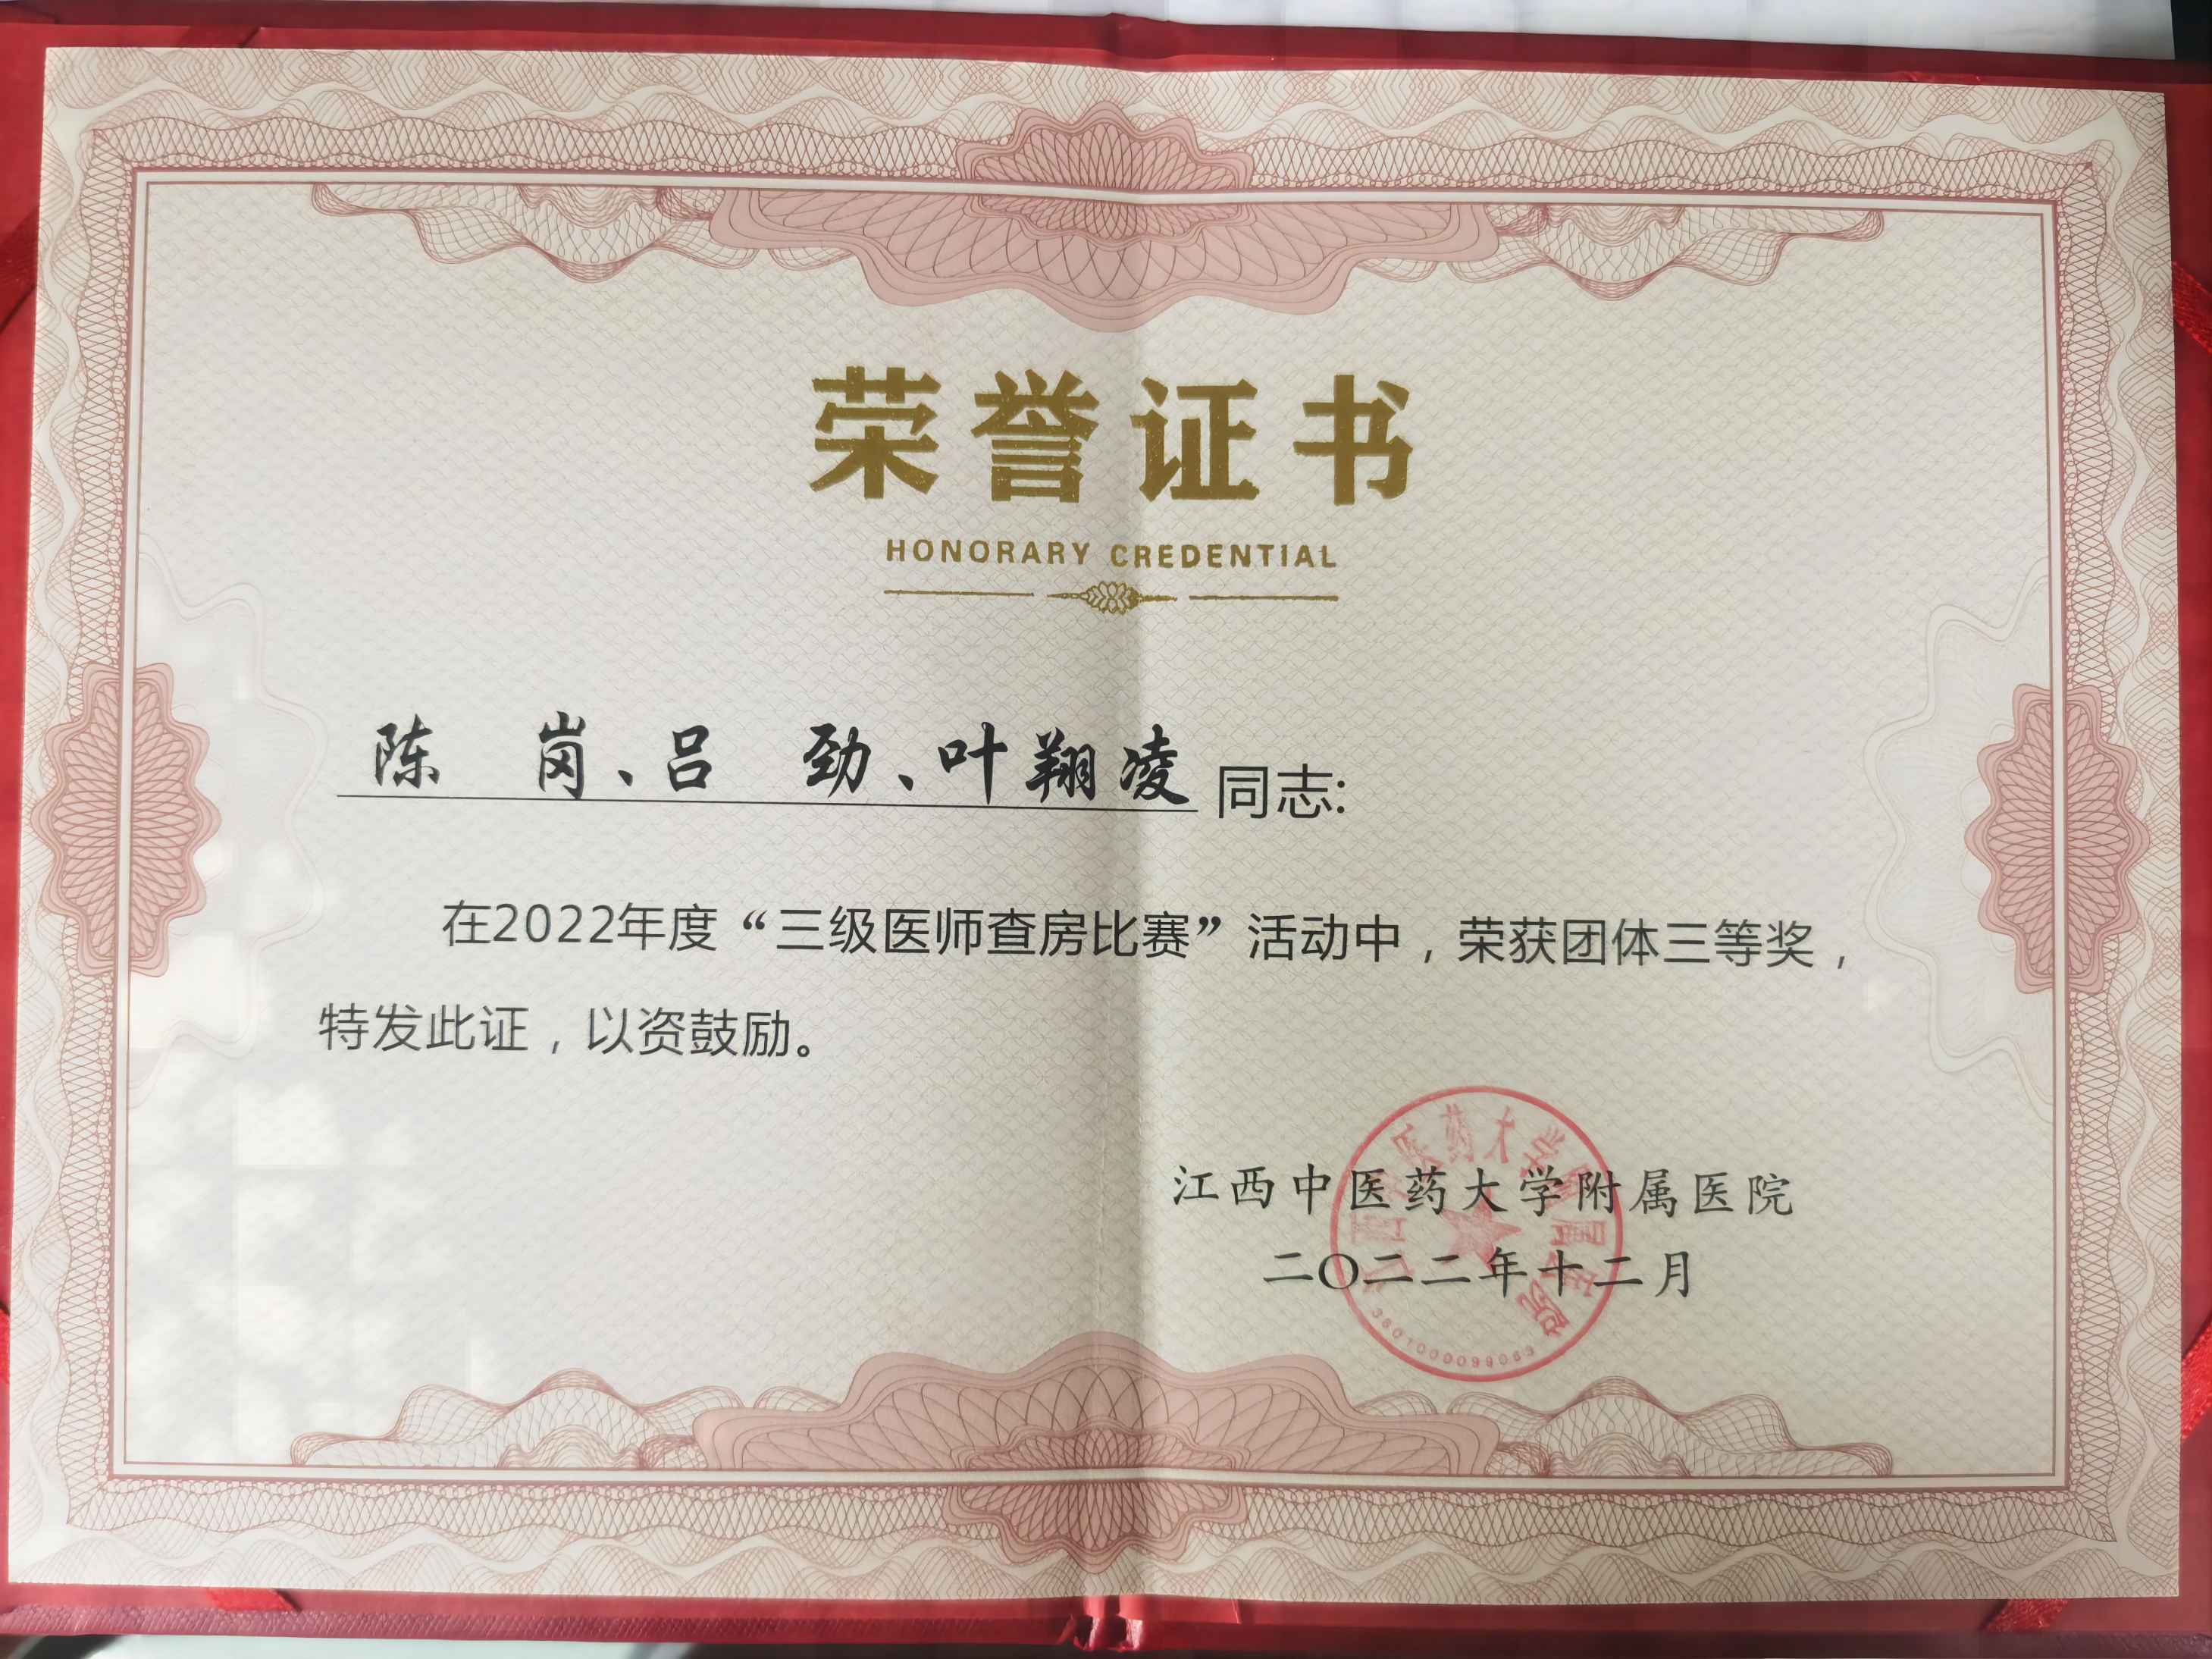 荣誉证书
HONORARY CREDENTIAL
陈 岗、吕 劲、叶翔凌 同志:
在2022年度“三级医师查房比赛”活动中，荣获团体三等奖，
特发此证，以资鼓励。
江西中医药大学附属医院
二〇二二年十二月